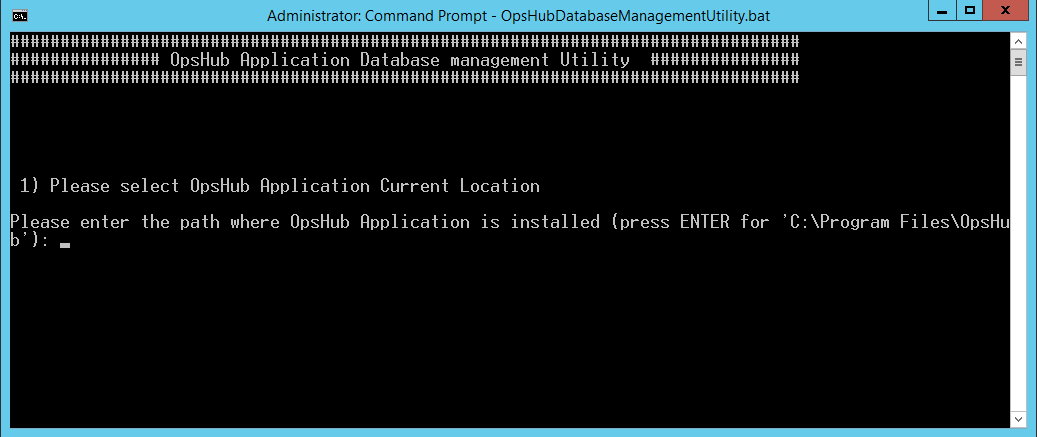 Administrator: Command Prompt - OpsHubDatabaseManagementUtility.bat
###############################################################################
############### OpsHub Application Database management Utility  ###############
###############################################################################
1) Please select OpsHub Application Current Location
Please enter the path where OpsHub Application is installed (press ENTER for 'C:\Program Files\OpsHu
b'):